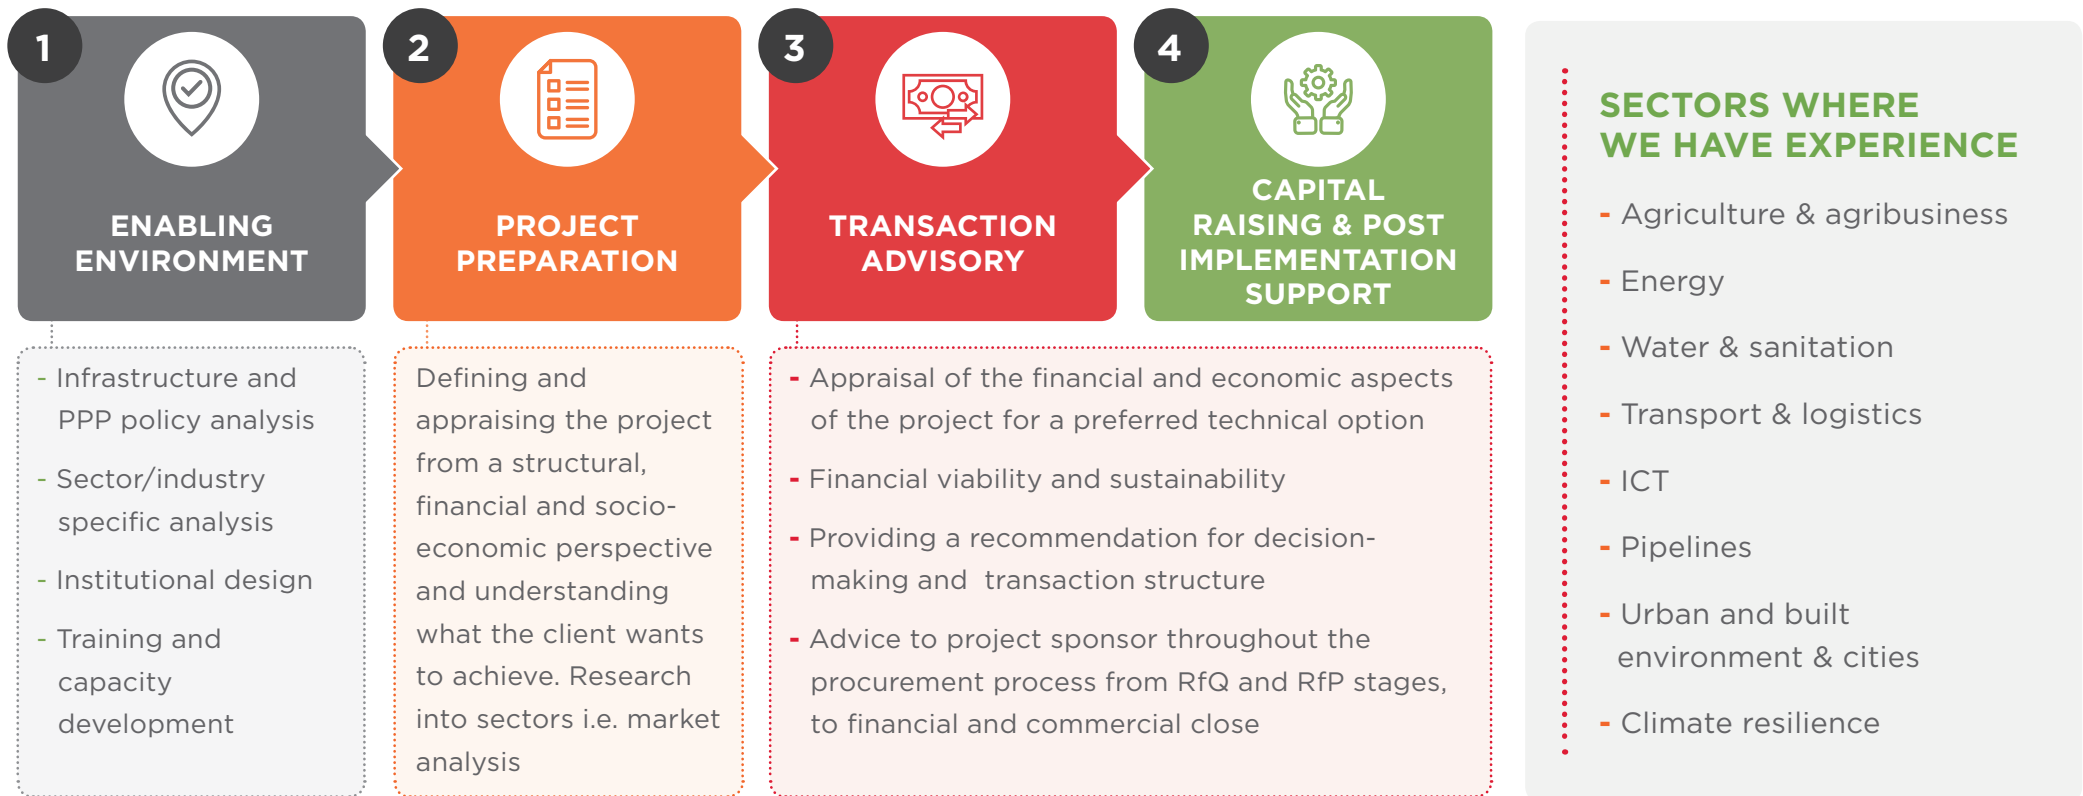 1
ENABLING
ENVIRONMENT
- Infrastructure and
PPP policy analysis
- Sector/industry
specific analysis
- Institutional design
- Training and
capacity
development
2
PROJECT
PREPARATION
Defining and
appraising the project
from a structural,
financial and socio-
economic perspective
and understanding
what the client wants
to achieve. Research
into sectors i.e. market
analysis
3
TRANSACTION
ADVISORY
4
CAPITAL
RAISING & POST
IMPLEMENTATION
SUPPORT
- Appraisal of the financial and economic aspects
of the project for a preferred technical option
- Financial viability and sustainability
- Providing a recommendation for decision-
making and  transaction structure
- Advice to project sponsor throughout the
procurement process from RfQ and RfP stages,
to financial and commercial close
SECTORS WHERE
WE HAVE EXPERIENCE
- Agriculture & agribusiness
- Energy
- Water & sanitation
- Transport & logistics
- ICT
- Pipelines
- Urban and built
environment & cities
- Climate resilience